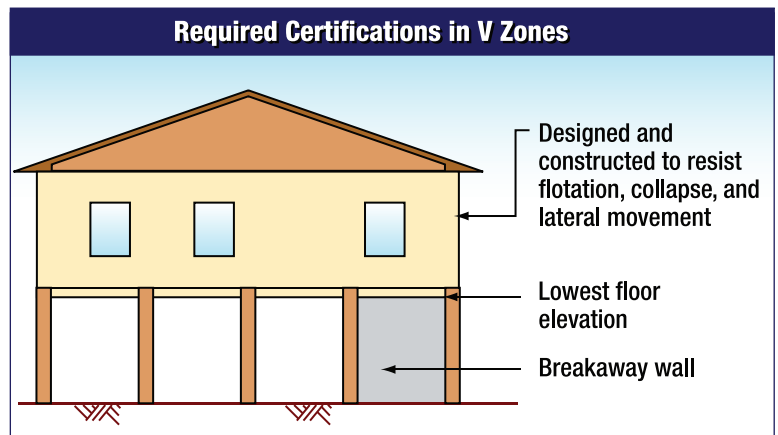 Required Certifications in V Zones
Designed and
constructed to resist
flotation, collapse, and
lateral movement
Lowest floor
elevation
Breakaway wall